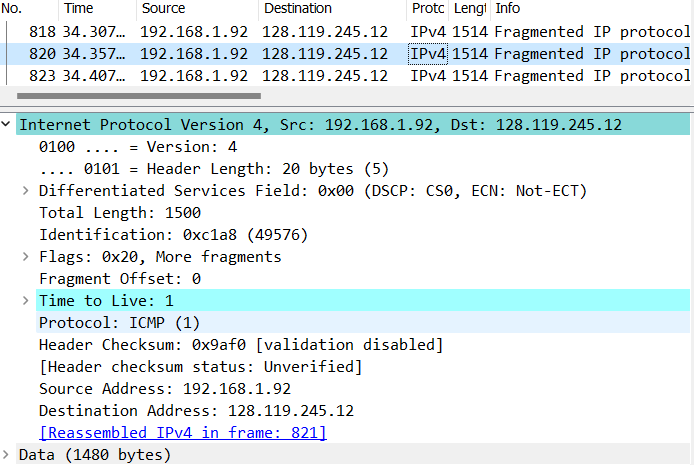 No. Time Source Destination Protc Lengt Info
818 34.307… 192.168.1.92 128.119.245.12 IPv4 1514 Fragmented IP protocol
820 34.357… 192.168.1.92 128.119.245.12 IPv4 1514 Fragmented IP protocol
823 34.407… 192.168.1.92 128.119.245.12 IPv4 1514 Fragmented IP protocol
Internet Protocol Version 4, Src: 192.168.1.92, Dst: 128.119.245.12
0100 .... = Version: 4
.... 0101 = Header Length: 20 bytes (5)
Differentiated Services Field: 0x00 (DSCP: CS0, ECN: Not-ECT)
Total Length: 1500
Identification: 0xc1a8 (49576)
Flags: 0x20, More fragments
Fragment Offset: 0
Time to Live: 1
Protocol: ICMP (1)
Header Checksum: 0x9af0 [validation disabled]
[Header checksum status: Unverified]
Source Address: 192.168.1.92
Destination Address: 128.119.245.12
[Reassembled IPv4 in frame: 821]
Data (1480 bytes)